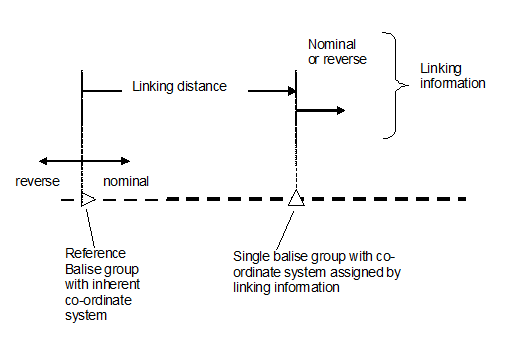 Nominal
or reverse
Linking
information
Linking distance
reverse
nominal
Reference
Balise group
with inherent
co-ordinate
system
Single balise group with co-
ordinate system assigned by
linking information